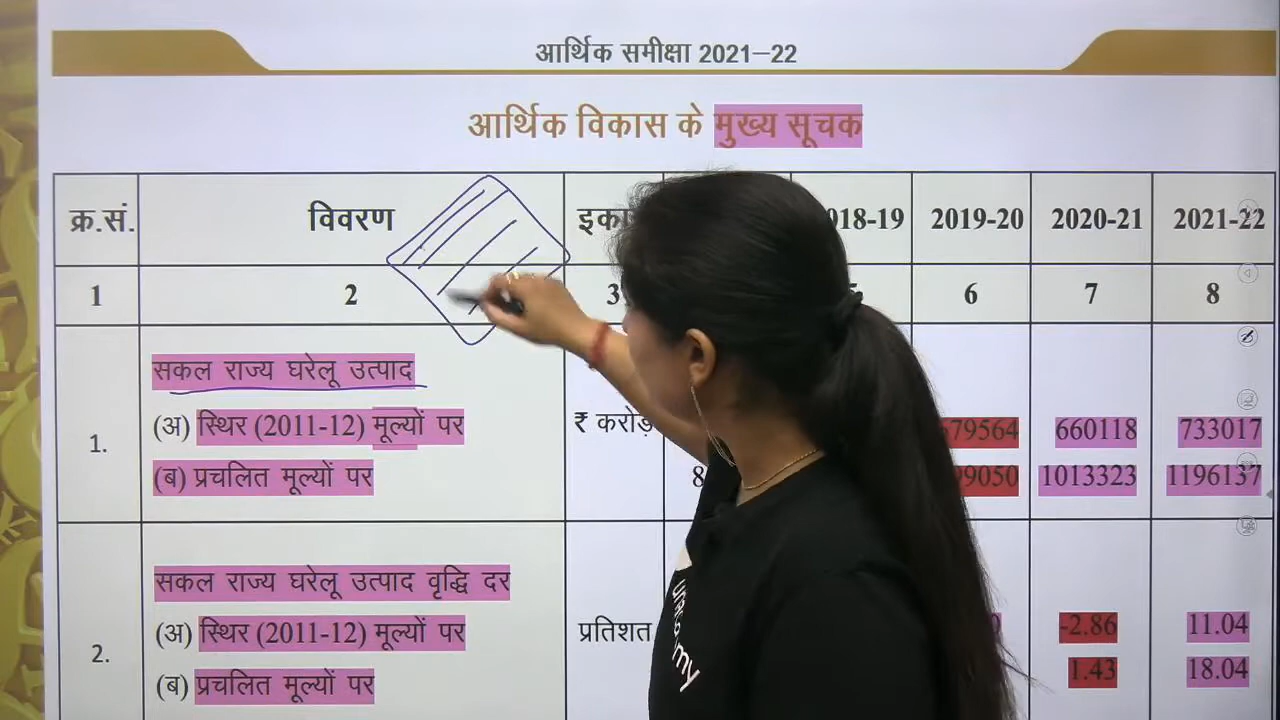 आर्थिक समीक्षा 2021–22
आर्थिक विकास के मुख्य सूचक
क्र.सं. विवरण 2019-20 2020-21 2021-22
1 2 3 6 7 8
सकल राज्य घरेलू उत्पाद
1. (अ) स्थिर (2011-12) मूल्यों पर ₹ करोड़ 660118 733017
(ब) प्रचलित मूल्यों पर 1013323 1196137
सकल राज्य घरेलू उत्पाद वृद्धि दर
2. (अ) स्थिर (2011-12) मूल्यों पर प्रतिशत -2.86 11.04
(ब) प्रचलित मूल्यों पर 1.43 18.04